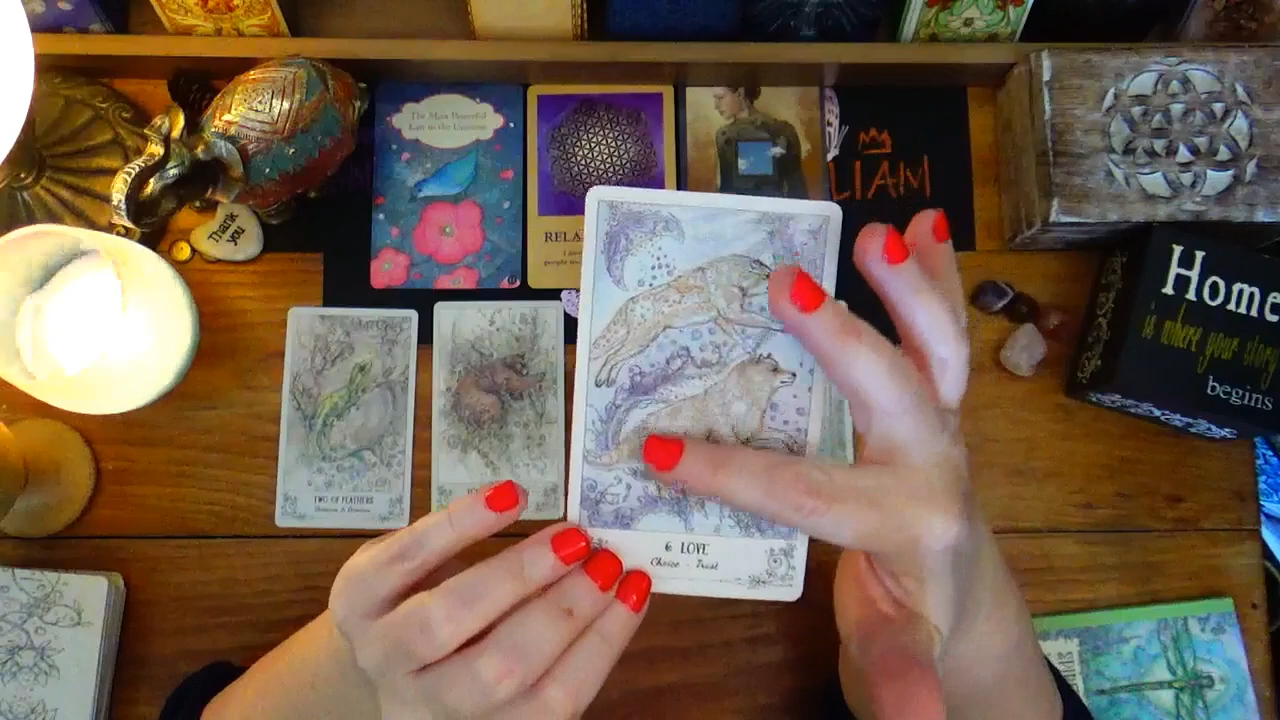 The Most Powerful
Law in the Universe
RELA
LIAM
Thank
you
Home
is where your story
begins
TWO OF FEATHERS
6 LOVE
Choice - Trust